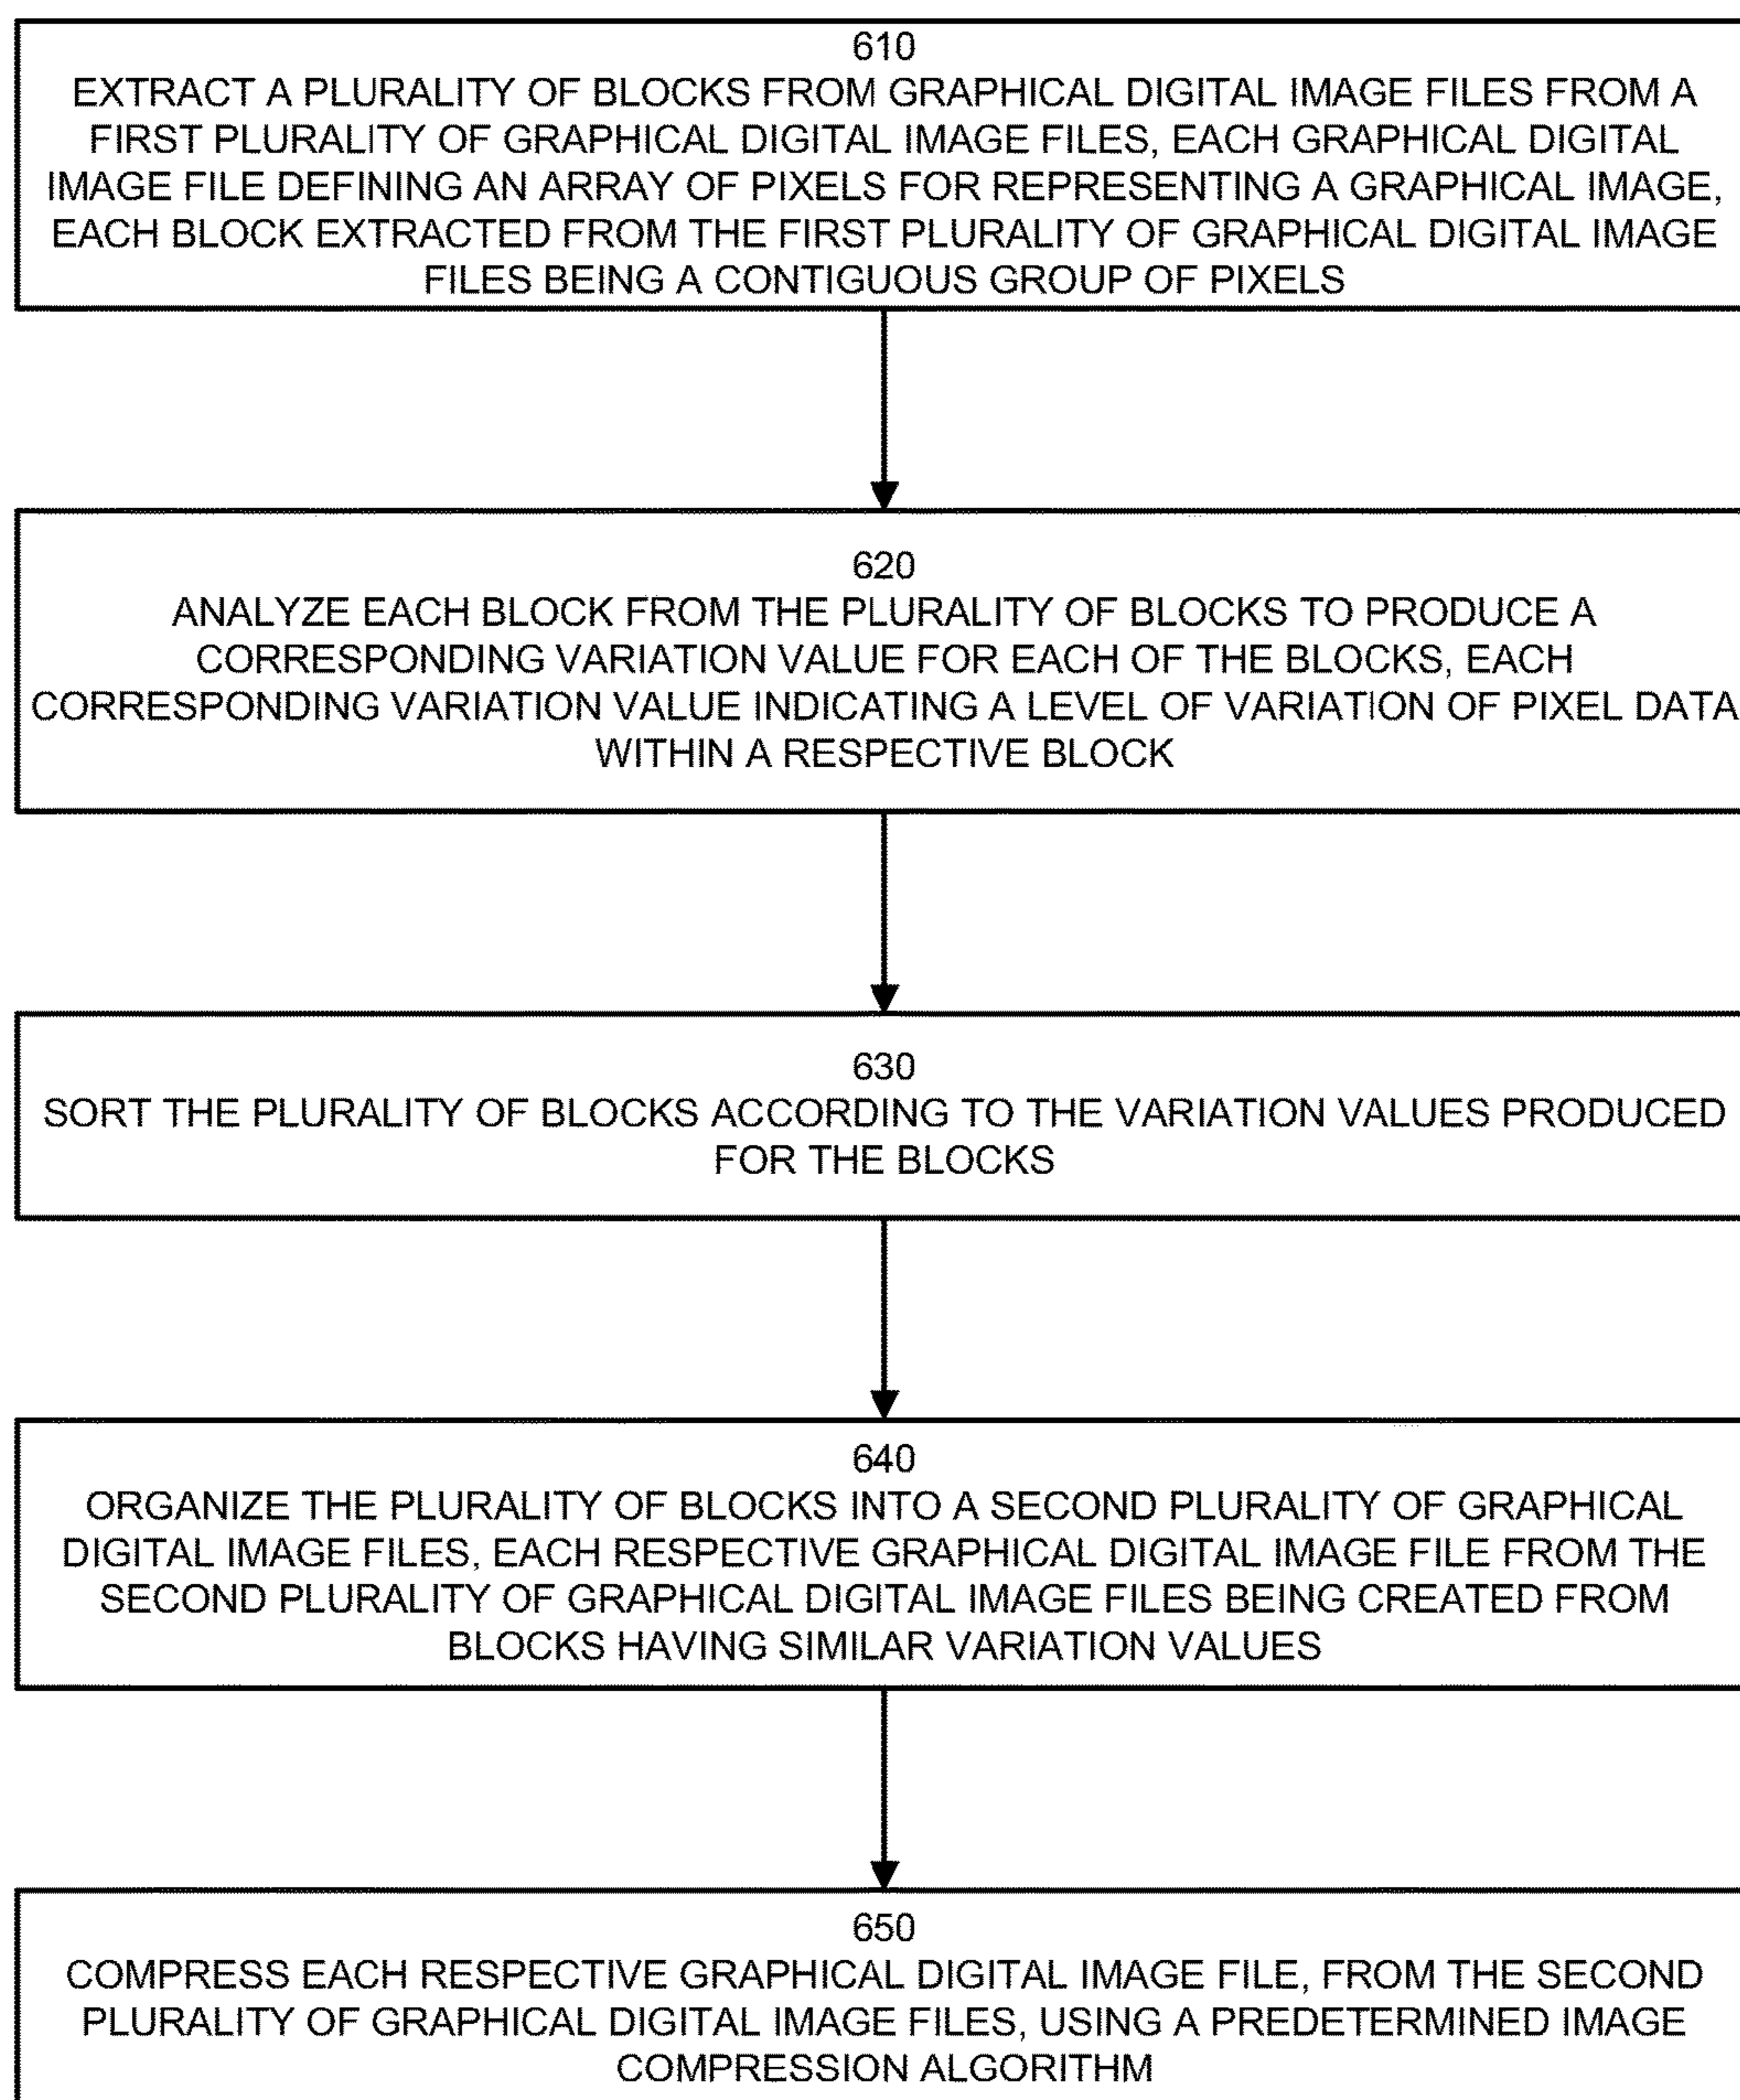 610
EXTRACT A PLURALITY OF BLOCKS FROM GRAPHICAL DIGITAL IMAGE FILES FROM A
FIRST PLURALITY OF GRAPHICAL DIGITAL IMAGE FILES, EACH GRAPHICAL DIGITAL
IMAGE FILE DEFINING AN ARRAY OF PIXELS FOR REPRESENTING A GRAPHICAL IMAGE,
EACH BLOCK EXTRACTED FROM THE FIRST PLURALITY OF GRAPHICAL DIGITAL IMAGE
FILES BEING A CONTIGUOUS GROUP OF PIXELS
620
ANALYZE EACH BLOCK FROM THE PLURALITY OF BLOCKS TO PRODUCE A
CORRESPONDING VARIATION VALUE FOR EACH OF THE BLOCKS, EACH
CORRESPONDING VARIATION VALUE INDICATING A LEVEL OF VARIATION OF PIXEL DATA
WITHIN A RESPECTIVE BLOCK
630
SORT THE PLURALITY OF BLOCKS ACCORDING TO THE VARIATION VALUES PRODUCED
FOR THE BLOCKS
640
ORGANIZE THE PLURALITY OF BLOCKS INTO A SECOND PLURALITY OF GRAPHICAL
DIGITAL IMAGE FILES, EACH RESPECTIVE GRAPHICAL DIGITAL IMAGE FILE FROM THE
SECOND PLURALITY OF GRAPHICAL DIGITAL IMAGE FILES BEING CREATED FROM
BLOCKS HAVING SIMILAR VARIATION VALUES
650
COMPRESS EACH RESPECTIVE GRAPHICAL DIGITAL IMAGE FILE, FROM THE SECOND
PLURALITY OF GRAPHICAL DIGITAL IMAGE FILES, USING A PREDETERMINED IMAGE
COMPRESSION ALGORITHM